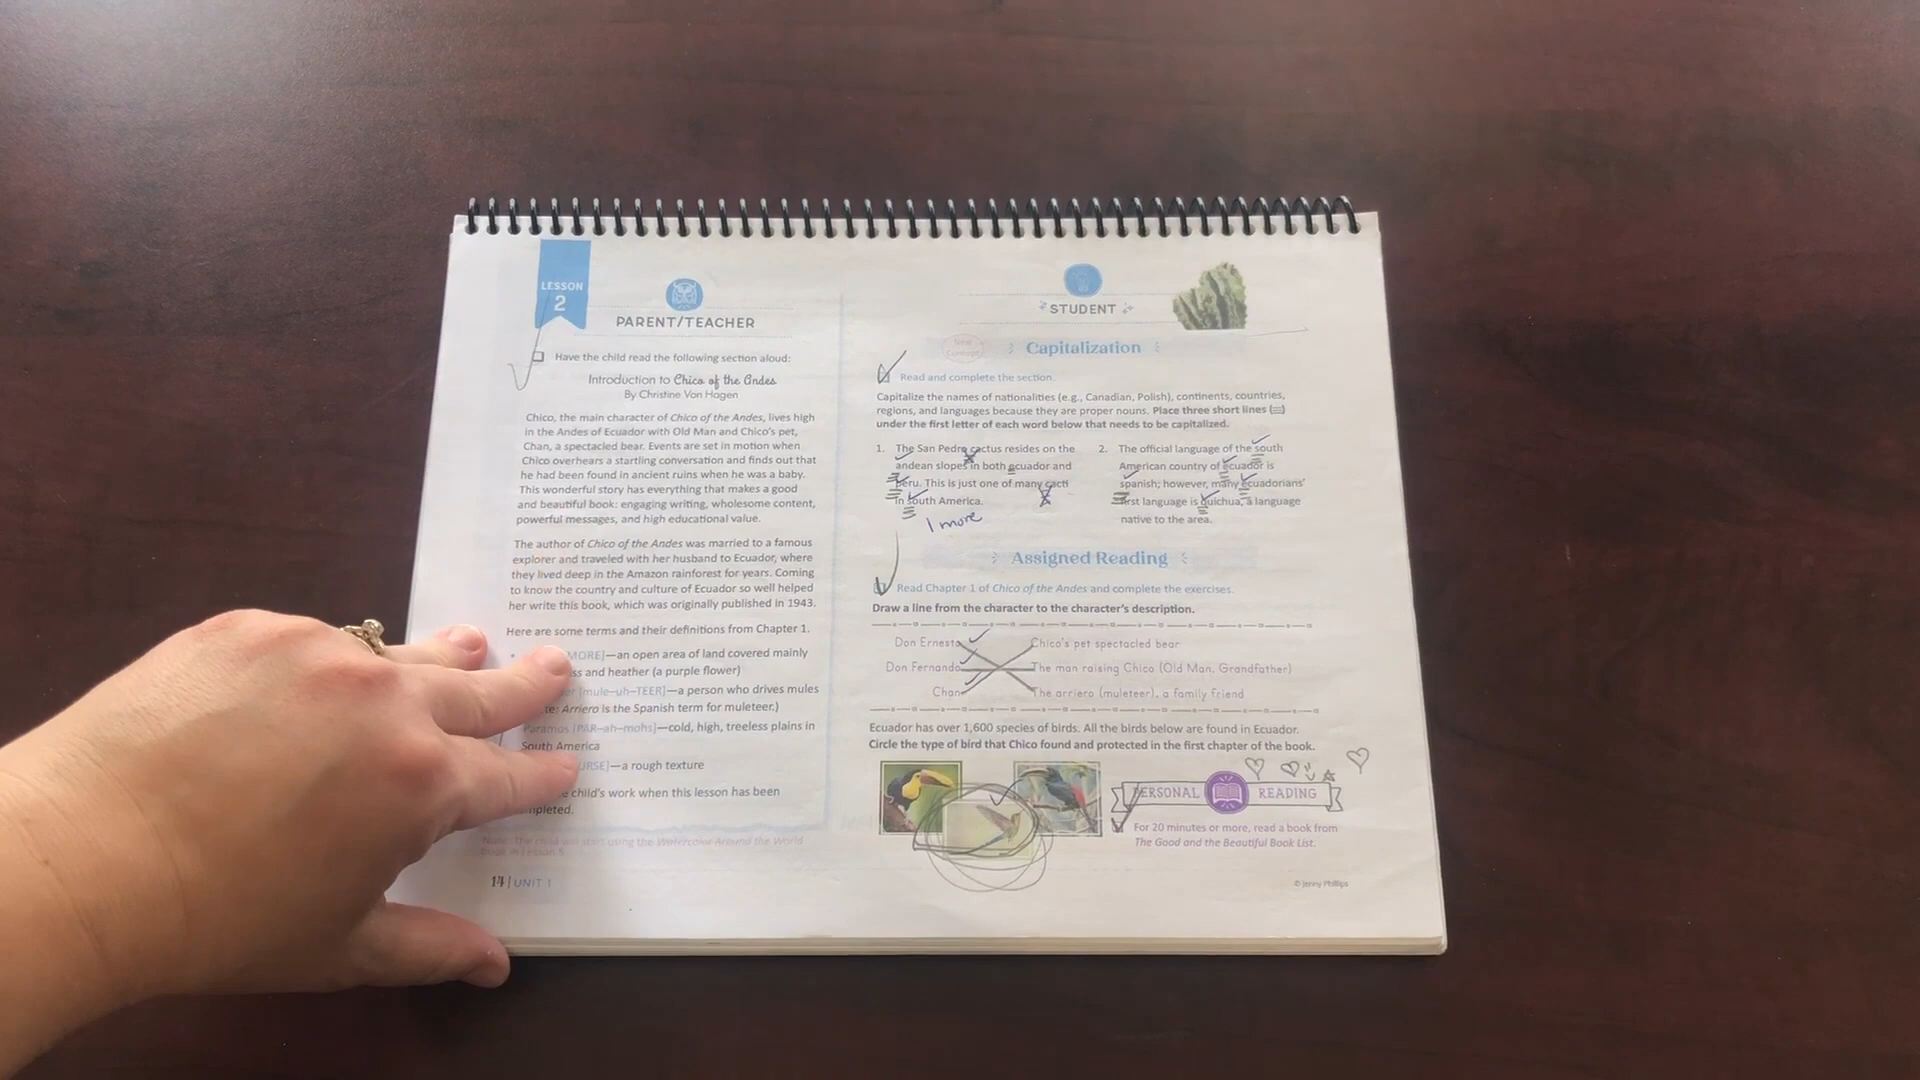 LESSON
2
PARENT/TEACHER
Have the child read the following section aloud:
Introduction to Chico of the Andes
By Christine Von Hagen
Chico, the main character of Chico of the Andes, lives high
in the Andes of Ecuador with Old Man and Chico's pet,
Chan, a spectacled bear. Events are set in motion when
Chico overhears a startling conversation and finds out that
he had been found in ancient ruins when he was a baby.
This wonderful story has everything that makes a good
and beautiful book: engaging writing, wholesome content,
powerful messages, and high educational value.
The author of Chico of the Andes was married to a famous
explorer and traveled with her husband to Ecuador, where
they lived deep in the Amazon rainforest for years. Coming
to know the country and culture of Ecuador so well helped
her write this book, which was originally published in 1943.
Here are some terms and their definitions from Chapter 1.
MORE]—an open area of land covered mainly
and heather (a purple flower)
[mule–uh–TEER]—a person who drives mules
Arriero is the Spanish term for muleteer.)
Paramos [PAR–ah–mohs]—cold, high, treeless plains in
South America
—a rough texture
child's work when this lesson has been
Note: The child will start using the Watercolor Around the World
book in Lesson
14 | UNIT 1
STUDENT
New
Concept
Capitalization
Read and complete the section.
Capitalize the names of nationalities (e.g., Canadian, Polish), continents, countries,
regions, and languages because they are proper nouns. Place three short lines (≡)
under the first letter of each word below that needs to be capitalized.
1. The San Pedro cactus resides on the
andean slopes in both ecuador and
peru. This is just one of many cacti
in south America.
1 more
2. The official language of the south
American country of ecuador is
spanish; however, many ecuadorians'
first language is quichua, a language
native to the area.
Assigned Reading
Read Chapter 1 of Chico of the Andes and complete the exercises.
Draw a line from the character to the character's description.
Don Ernesto Chico's pet spectacled bear
Don Fernando The man raising Chico (Old Man, Grandfather)
Chan The arriero (muleteer), a family friend
Ecuador has over 1,600 species of birds. All the birds below are found in Ecuador.
Circle the type of bird that Chico found and protected in the first chapter of the book.
PERSONAL READING
For 20 minutes or more, read a book from
The Good and the Beautiful Book List.
© Jenny Phillips